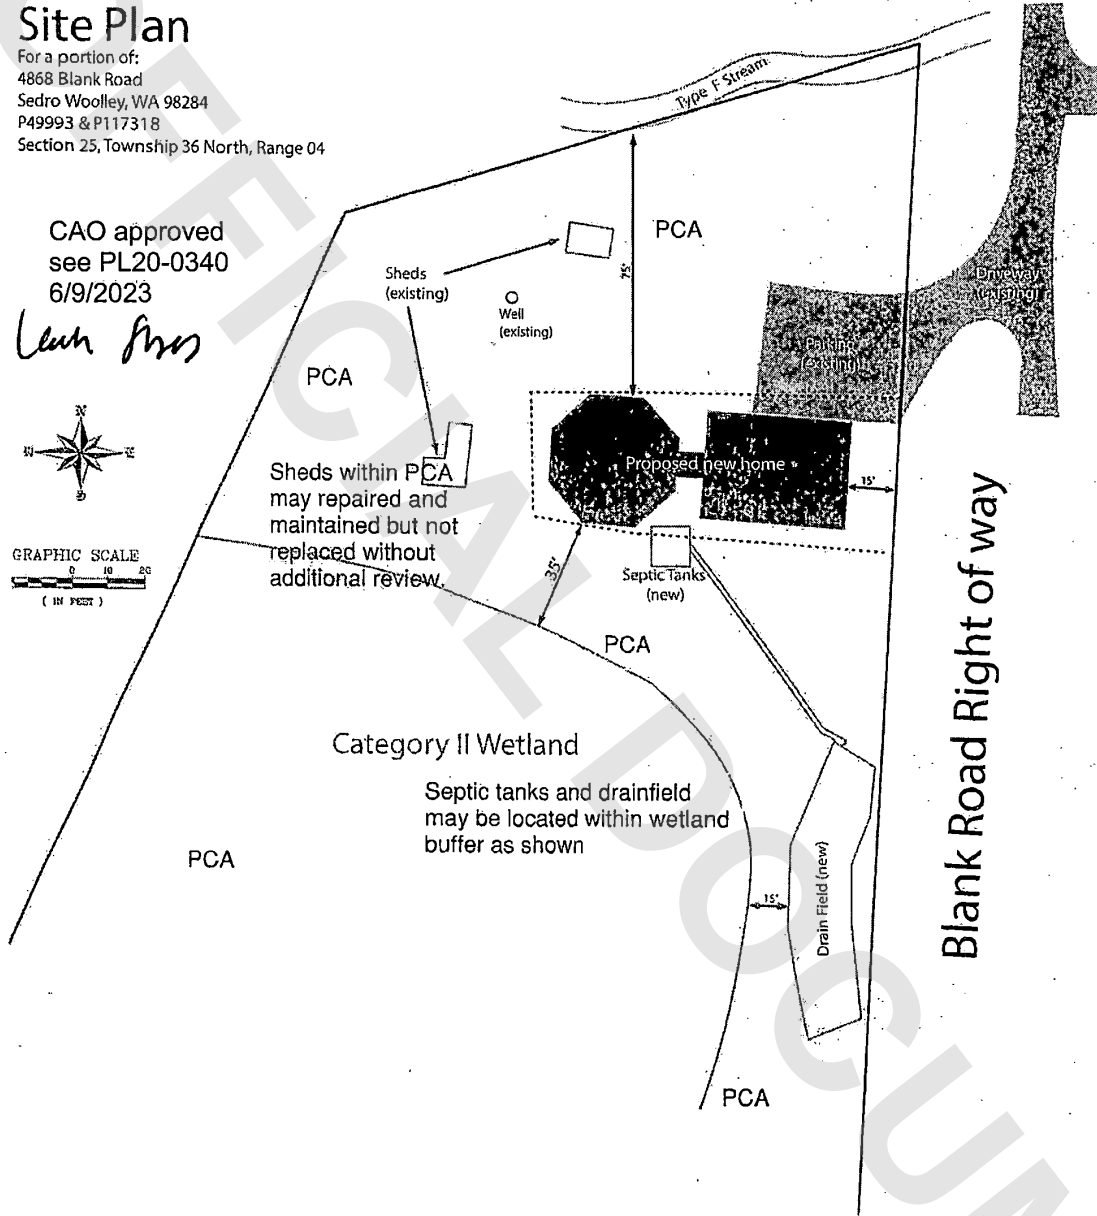 Site Plan
For a portion of:
4868 Blank Road
Sedro Woolley, WA 98284
P49993 & P117318
Section 25, Township 36 North, Range 04
CAO approved
see PL20-0340
6/9/2023
Type F Stream
PCA
75'
Sheds
(existing)
Well
(existing)
Driveway
(existing)
Parking
(existing)
PCA
N
E
S
W
Proposed new home
15'
Sheds within PCA
may repaired and
maintained but not
replaced without
additional review.
GRAPHIC SCALE
0 10 20
( IN FEET )
35'
Septic Tanks
(new)
PCA
Blank Road Right of way
Category II Wetland
Septic tanks and drainfield
may be located within wetland
buffer as shown
PCA
15'
Drain Field (new)
PCA
OFFICIAL DOCUM